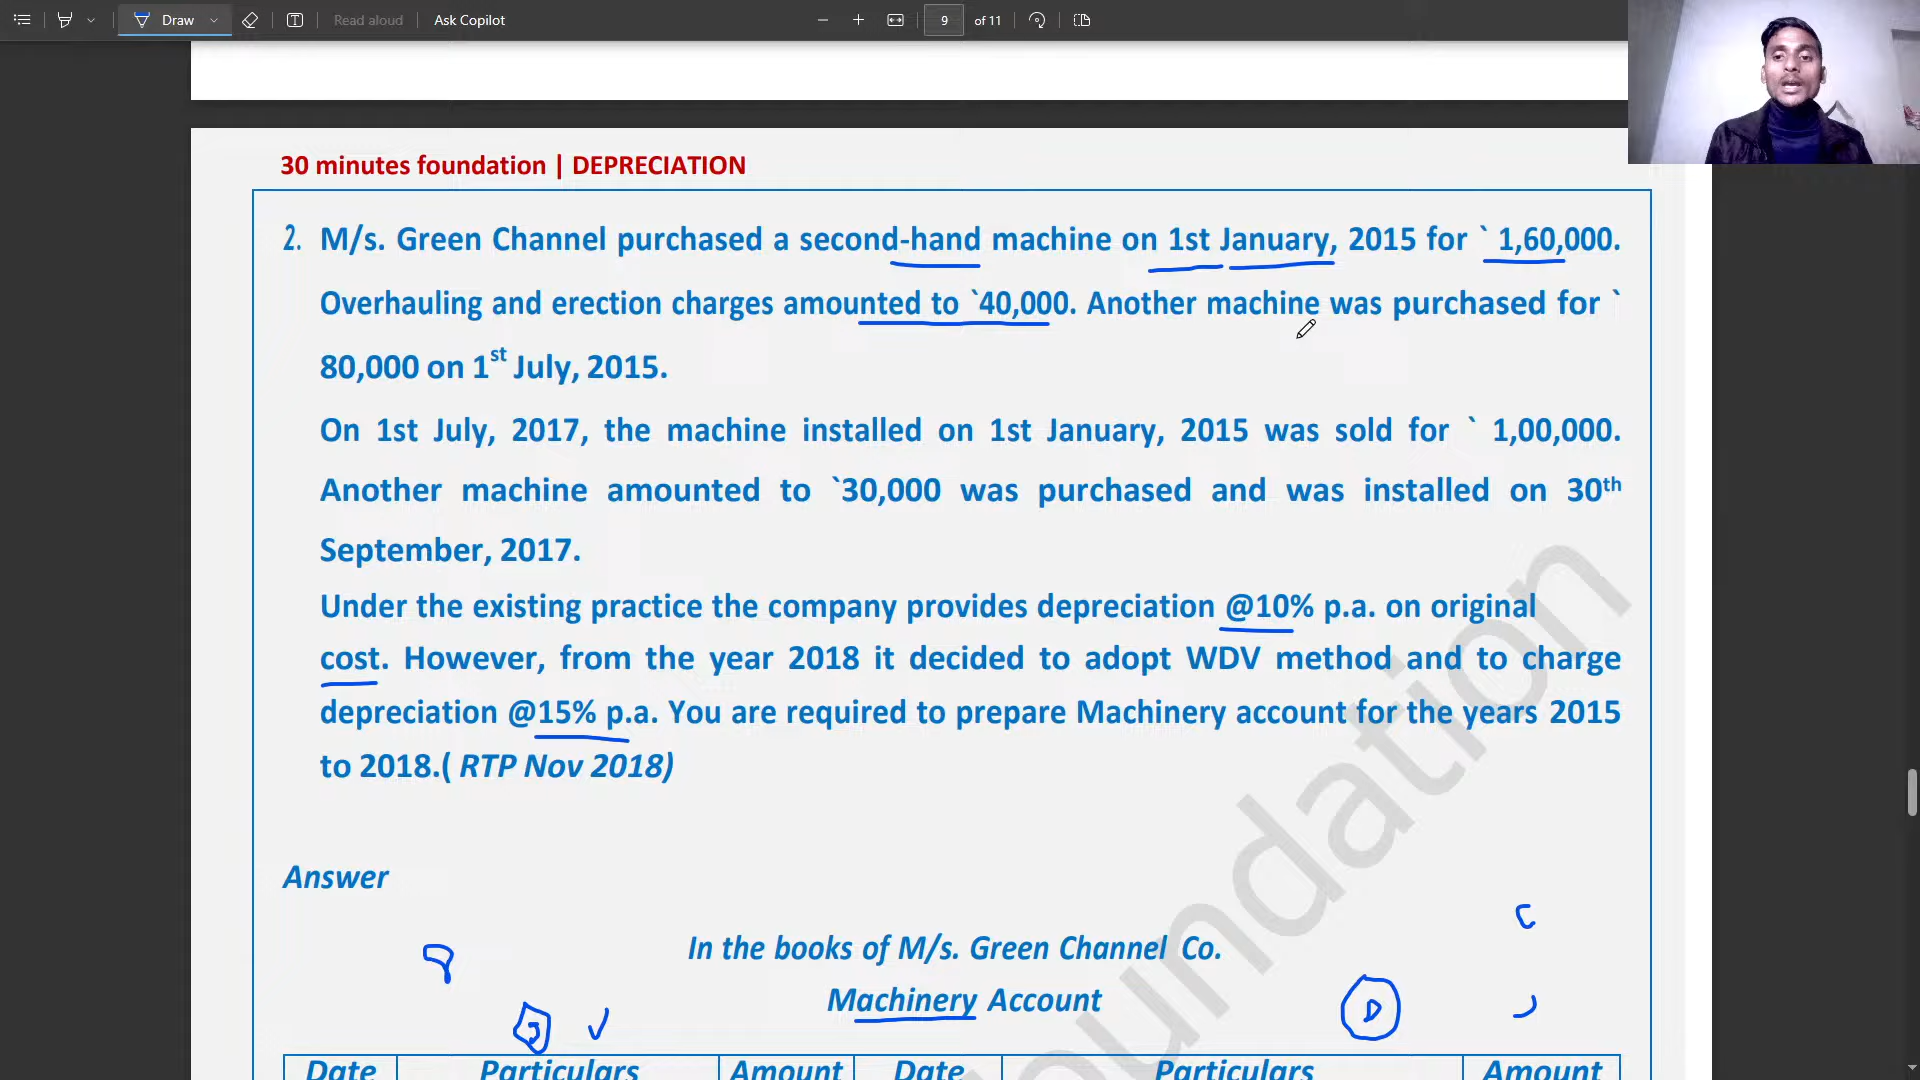 Draw
Read aloud
Ask Copilot
9
of 11
30 minutes foundation | DEPRECIATION
2. M/s. Green Channel purchased a second-hand machine on 1st January, 2015 for ` 1,60,000.
Overhauling and erection charges amounted to `40,000. Another machine was purchased for `
80,000 on 1st July, 2015.
On 1st July, 2017, the machine installed on 1st January, 2015 was sold for ` 1,00,000.
Another machine amounted to `30,000 was purchased and was installed on 30th
September, 2017.
Under the existing practice the company provides depreciation @10% p.a. on original
cost. However, from the year 2018 it decided to adopt WDV method and to charge
depreciation @15% p.a. You are required to prepare Machinery account for the years 2015
to 2018.( RTP Nov 2018)
Answer
In the books of M/s. Green Channel Co.
Machinery Account
D
Date Particulars Amount Date Particulars Amount
oundation